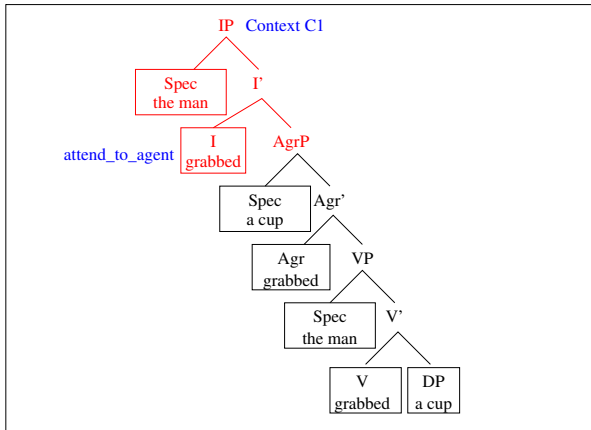 IP Context C1
Spec I'
the man
attend_to_agent I AgrP
grabbed
Spec Agr'
a cup
Agr VP
grabbed
Spec V'
the man
V DP
grabbed a cup